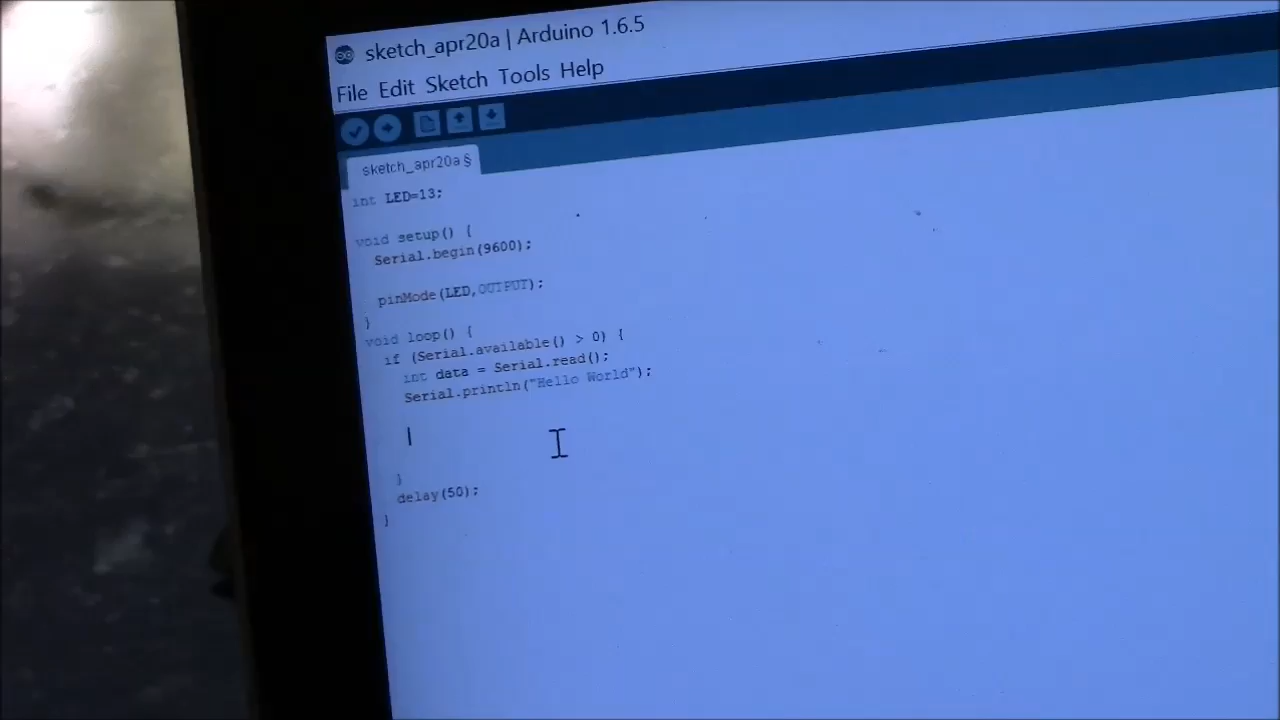 sketch_apr20a | Arduino 1.6.5
File Edit Sketch Tools Help
sketch_apr20a §
int LED=13;
void setup() {
Serial.begin(9600);
pinMode(LED,OUTPUT);
}
void loop() {
if (Serial.available() > 0) {
int data = Serial.read();
Serial.println("Hello World");
}
delay(50);
}